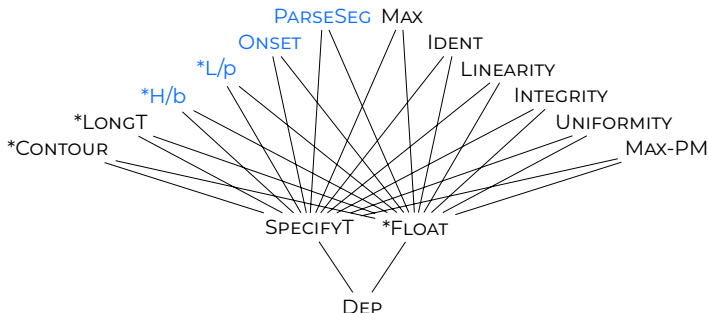 PARSESEG MAX
ONSET IDENT
*L/p LINEARITY
*H/b INTEGRITY
*LONGT UNIFORMITY
*CONTOUR MAX-PM
SPECIFYT *FLOAT
DEP